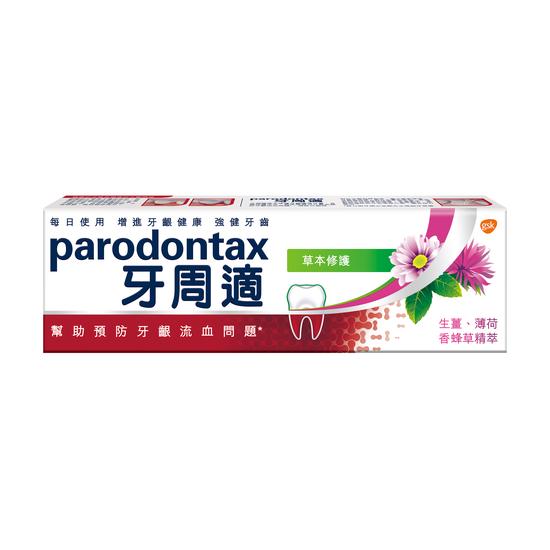 每日使用 增進牙齦健康 強健牙齒
parodontax
牙周適
幫助預防牙齦流血問題*
草本修護
gsk
生薑、薄荷
香蜂草精萃